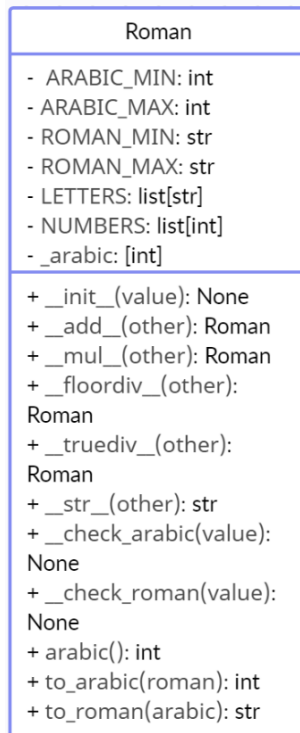 Roman
- ARABIC_MIN: int
- ARABIC_MAX: int
- ROMAN_MIN: str
- ROMAN_MAX: str
- LETTERS: list[str]
- NUMBERS: list[int]
- _arabic: [int]
+ __init__(value): None
+ __add__(other): Roman
+ __mul__(other): Roman
+ __floordiv__(other):
Roman
+ __truediv__(other):
Roman
+ __str__(other): str
+ __check_arabic(value):
None
+ __check_roman(value):
None
+ arabic(): int
+ to_arabic(roman): int
+ to_roman(arabic): str